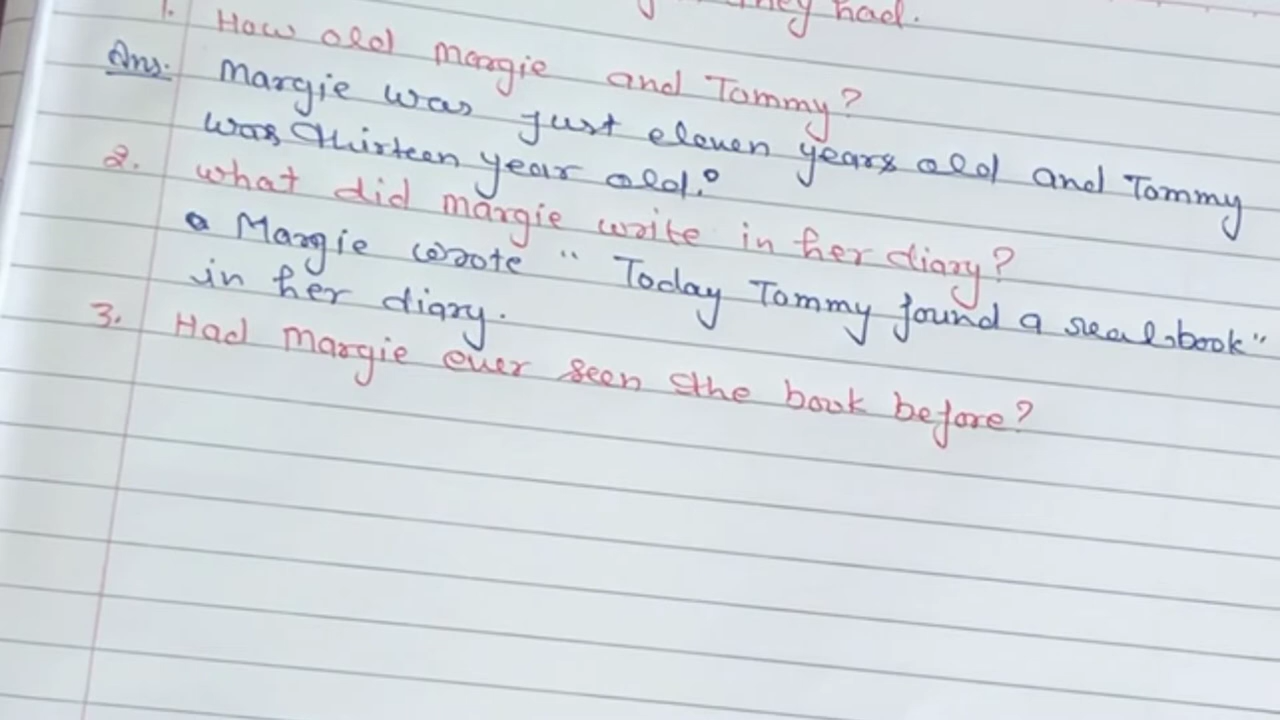 they had.
1. How old Margie and Tommy?
Ans. Margie was just eleven years old and Tommy
was thirteen year old.
2. What did margie write in her diary?
Margie wrote " Today Tommy found a real book"
in her diary.
3. Had Margie ever seen the book before?